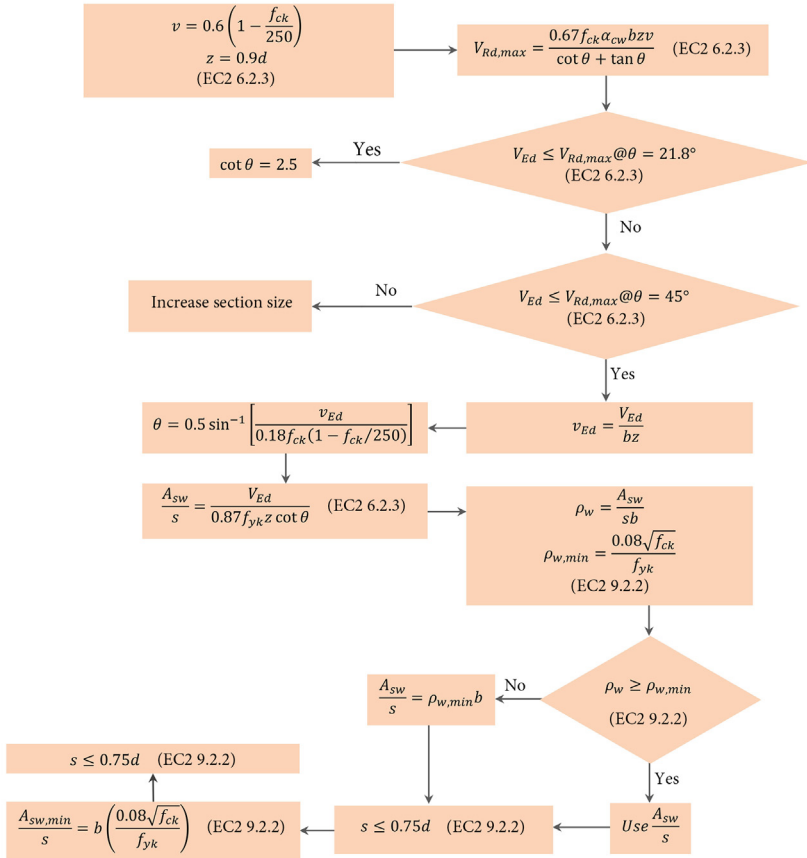 v = 0.6 (1 − f_ck/250)
z = 0.9d
(EC2 6.2.3)
V_Rd,max = 0.67f_ck α_cw bzv / (cot θ + tan θ) (EC2 6.2.3)
V_Ed ≤ V_Rd,max@θ = 21.8°
(EC2 6.2.3)
Yes
cot θ = 2.5
No
V_Ed ≤ V_Rd,max@θ = 45°
(EC2 6.2.3)
No
Increase section size
Yes
v_Ed = V_Ed / bz
θ = 0.5 sin⁻¹ [v_Ed / 0.18f_ck(1 − f_ck/250)]
A_sw / s = V_Ed / 0.87f_yk z cot θ (EC2 6.2.3)
ρ_w = A_sw / sb
ρ_w,min = 0.08√f_ck / f_yk
(EC2 9.2.2)
ρ_w ≥ ρ_w,min
(EC2 9.2.2)
No
A_sw / s = ρ_w,min b
Yes
Use A_sw / s
s ≤ 0.75d (EC2 9.2.2)
A_sw,min / s = b (0.08√f_ck / f_yk) (EC2 9.2.2)
s ≤ 0.75d (EC2 9.2.2)